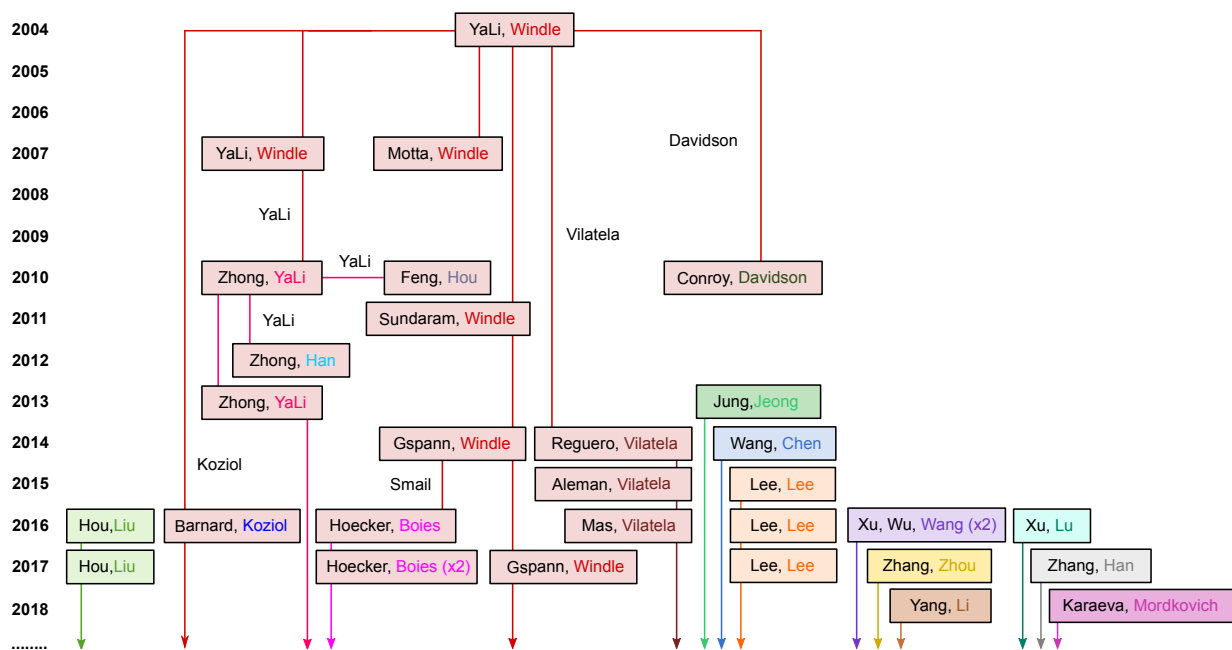 2004
YaLi, Windle
2005
2006
2007
YaLi, Windle
Motta, Windle
Davidson
2008
YaLi
2009
Vilatela
YaLi
2010
Zhong, YaLi
Feng, Hou
Conroy, Davidson
2011
YaLi
Sundaram, Windle
2012
Zhong, Han
2013
Zhong, YaLi
Jung,Jeong
2014
Gspann, Windle
Reguero, Vilatela
Wang, Chen
Koziol
2015
Smail
Aleman, Vilatela
Lee, Lee
2016
Hou,Liu
Barnard, Koziol
Hoecker, Boies
Mas, Vilatela
Lee, Lee
Xu, Wu, Wang (x2)
Xu, Lu
2017
Hou,Liu
Hoecker, Boies (x2)
Gspann, Windle
Lee, Lee
Zhang, Zhou
Zhang, Han
2018
Yang, Li
Karaeva, Mordkovich
........